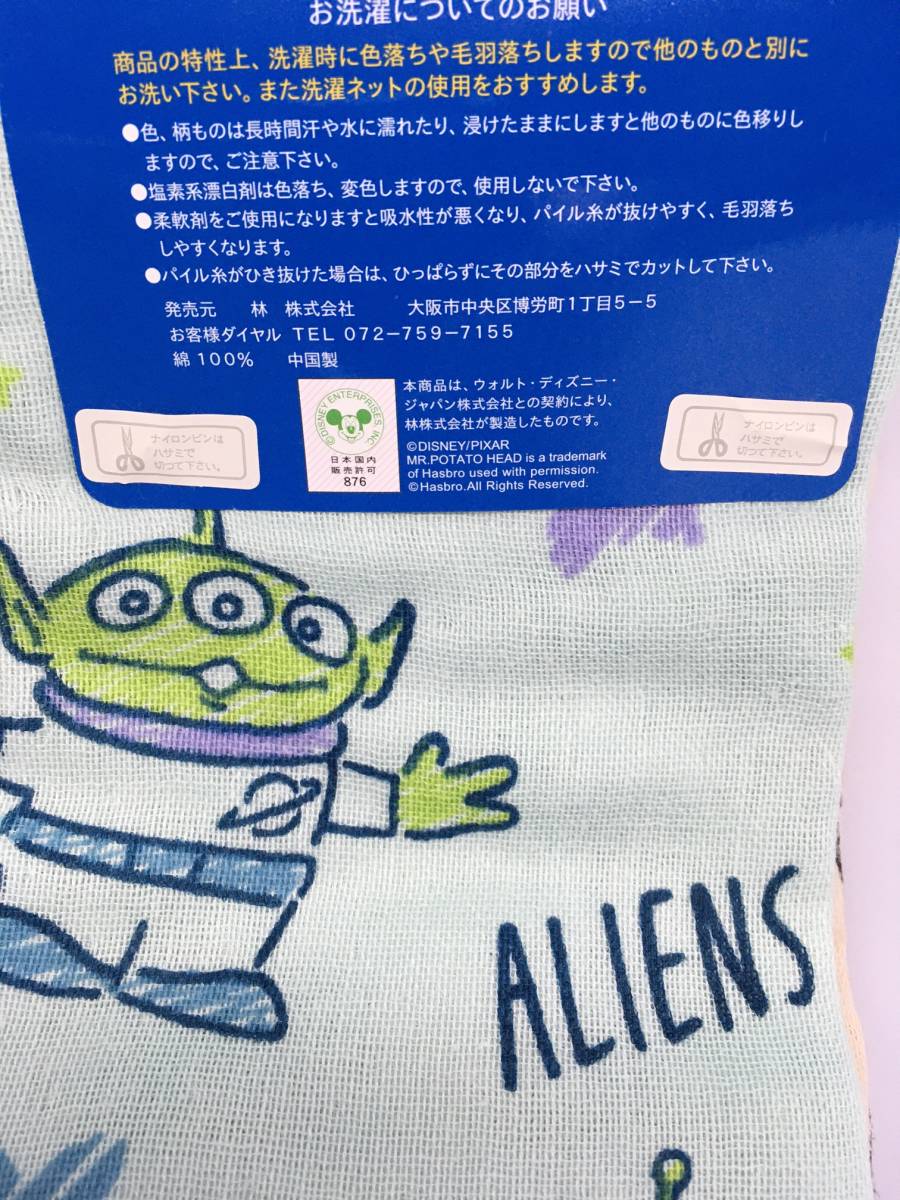 お洗濯についてのお願い
商品の特性上、洗濯時に色落ちや毛羽落ちしますので他のものと別に
お洗い下さい。また洗濯ネットの使用をおすすめします。
●色、柄ものは長時間汗や水に濡れたり、浸けたままにしますと他のものに色移りし
ますので、ご注意下さい。
●塩素系漂白剤は色落ち、変色しますので、使用しないで下さい。
●柔軟剤をご使用になりますと吸水性が悪くなり、パイル糸が抜けやすく、毛羽落ち
しやすくなります。
●パイル糸がひき抜けた場合は、ひっぱらずにその部分をハサミでカットして下さい。
発売元 林 株式会社 大阪市中央区博労町1丁目5−5
お客様ダイヤル TEL 072−759−7155
綿 100% 中国製
©DISNEY ENTERPRISES, INC.
日本国内
販売許可
876
本商品は、ウォルト・ディズニー・
ジャパン株式会社との契約により、
林株式会社が製造したものです。
©DISNEY/PIXAR
MR.POTATO HEAD is a trademark
of Hasbro used with permission.
©Hasbro.All Rights Reserved.
ナイロンピンは
ハサミで
切って下さい。
ナイロンピンは
ハサミで
切って下さい。
ALIENS